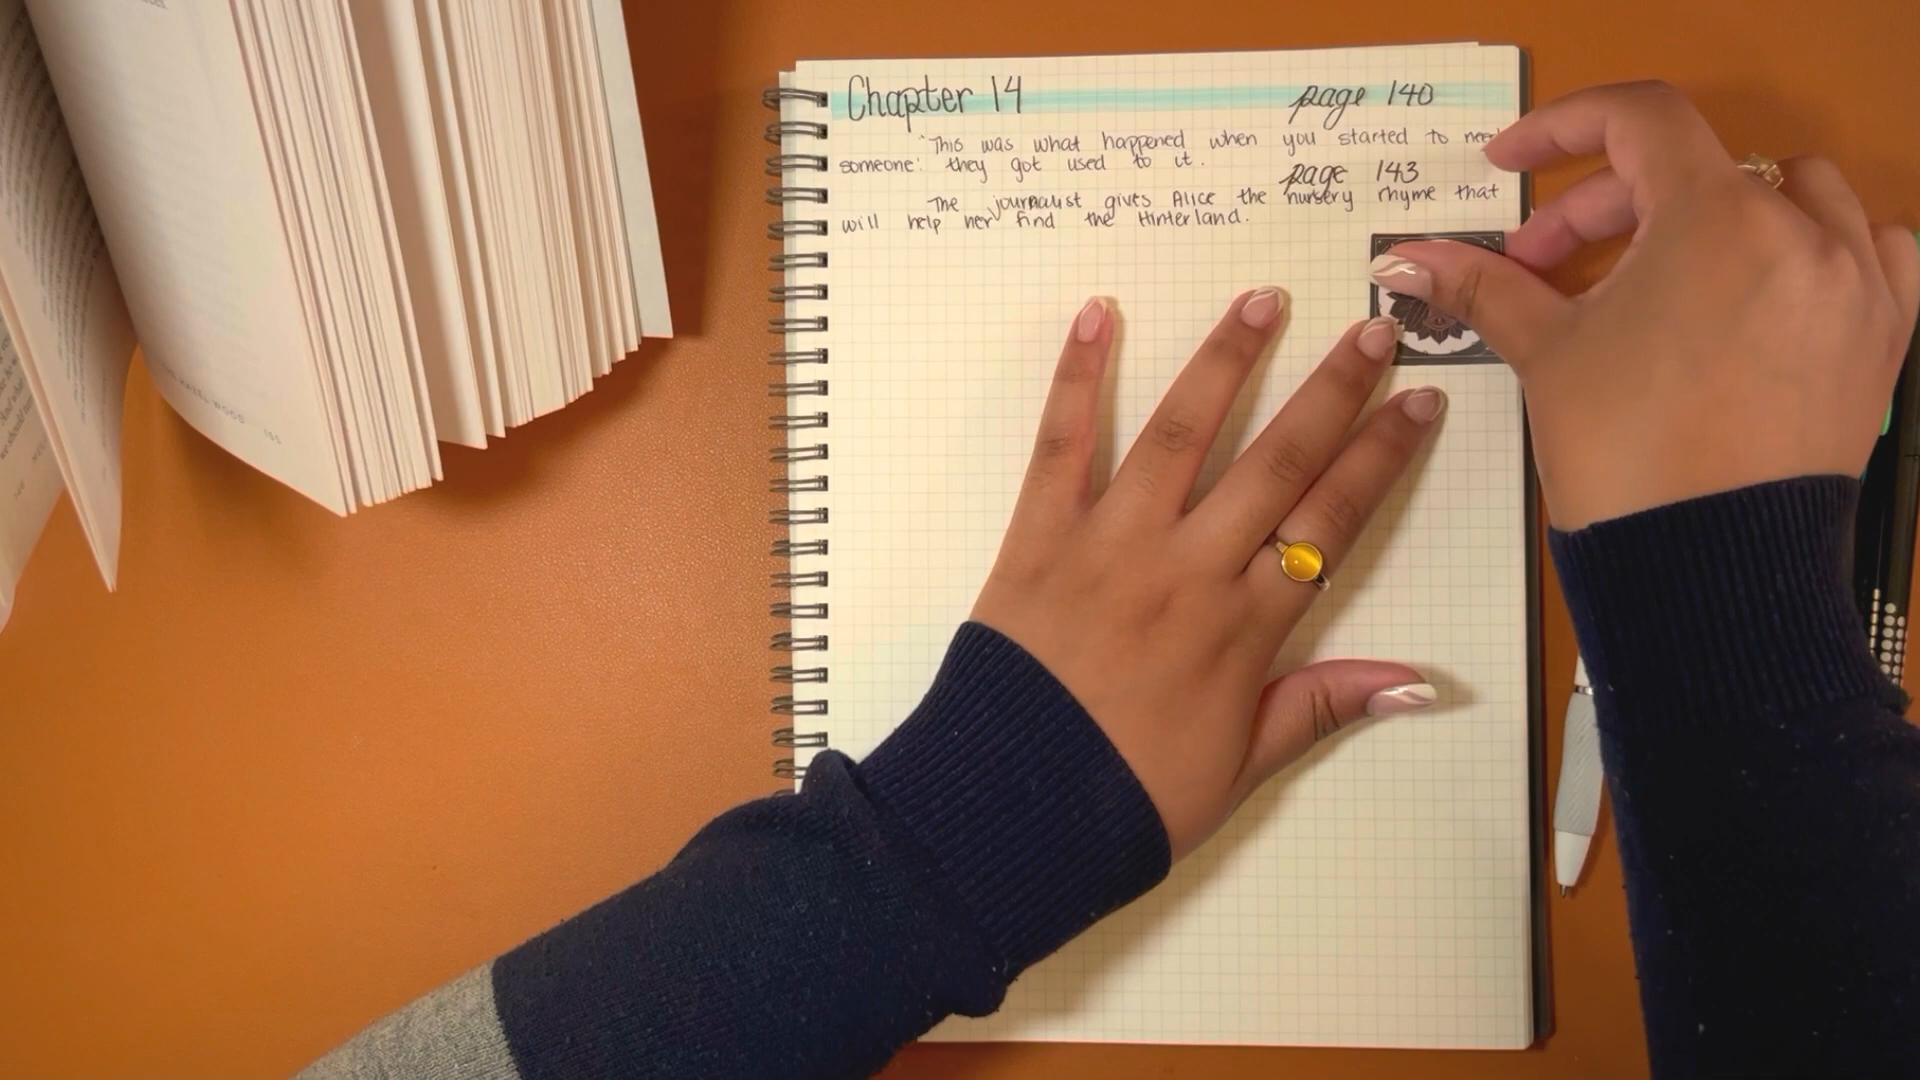 Chapter 14 page 140
"This was what happened when you started to need
someone: they got used to it.
page 143
The journalist gives Alice the nursery rhyme that
will help her find the Hinterland.